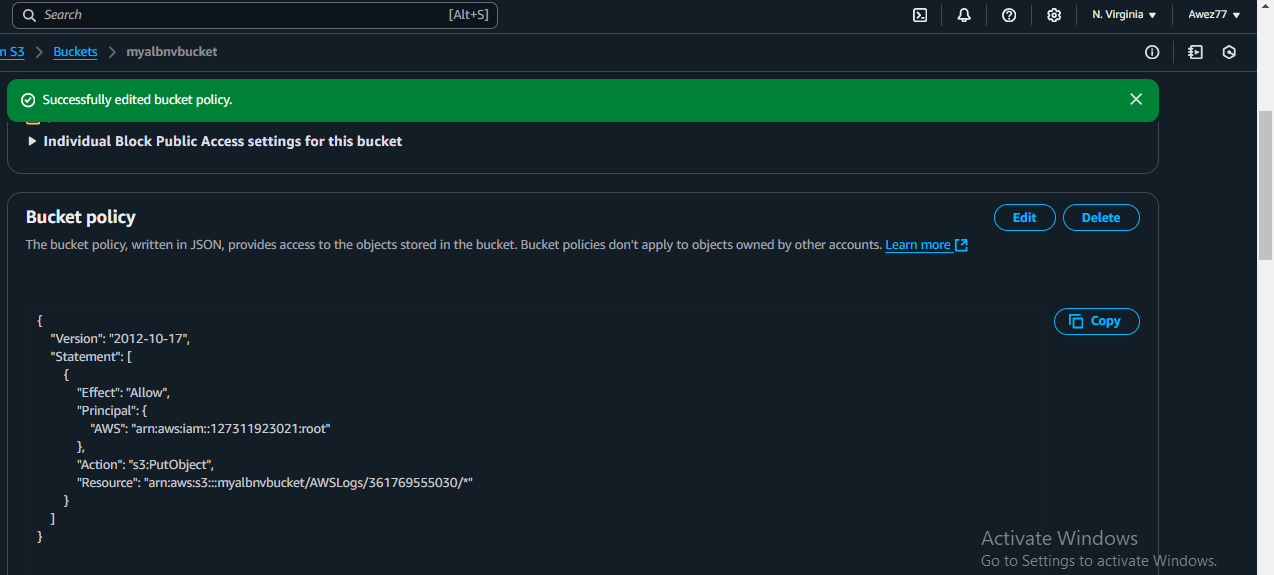 Search [Alt+S] N. Virginia Awez77
n S3 Buckets myalbnvbucket
Successfully edited bucket policy.
Individual Block Public Access settings for this bucket
Bucket policy Edit Delete
The bucket policy, written in JSON, provides access to the objects stored in the bucket. Bucket policies don't apply to objects owned by other accounts. Learn more
Copy
{
"Version": "2012-10-17",
"Statement": [
{
"Effect": "Allow",
"Principal": {
"AWS": "arn:aws:iam::127311923021:root"
},
"Action": "s3:PutObject",
"Resource": "arn:aws:s3:::myalbnvbucket/AWSLogs/361769555030/*"
}
]
}
Activate Windows
Go to Settings to activate Windows.